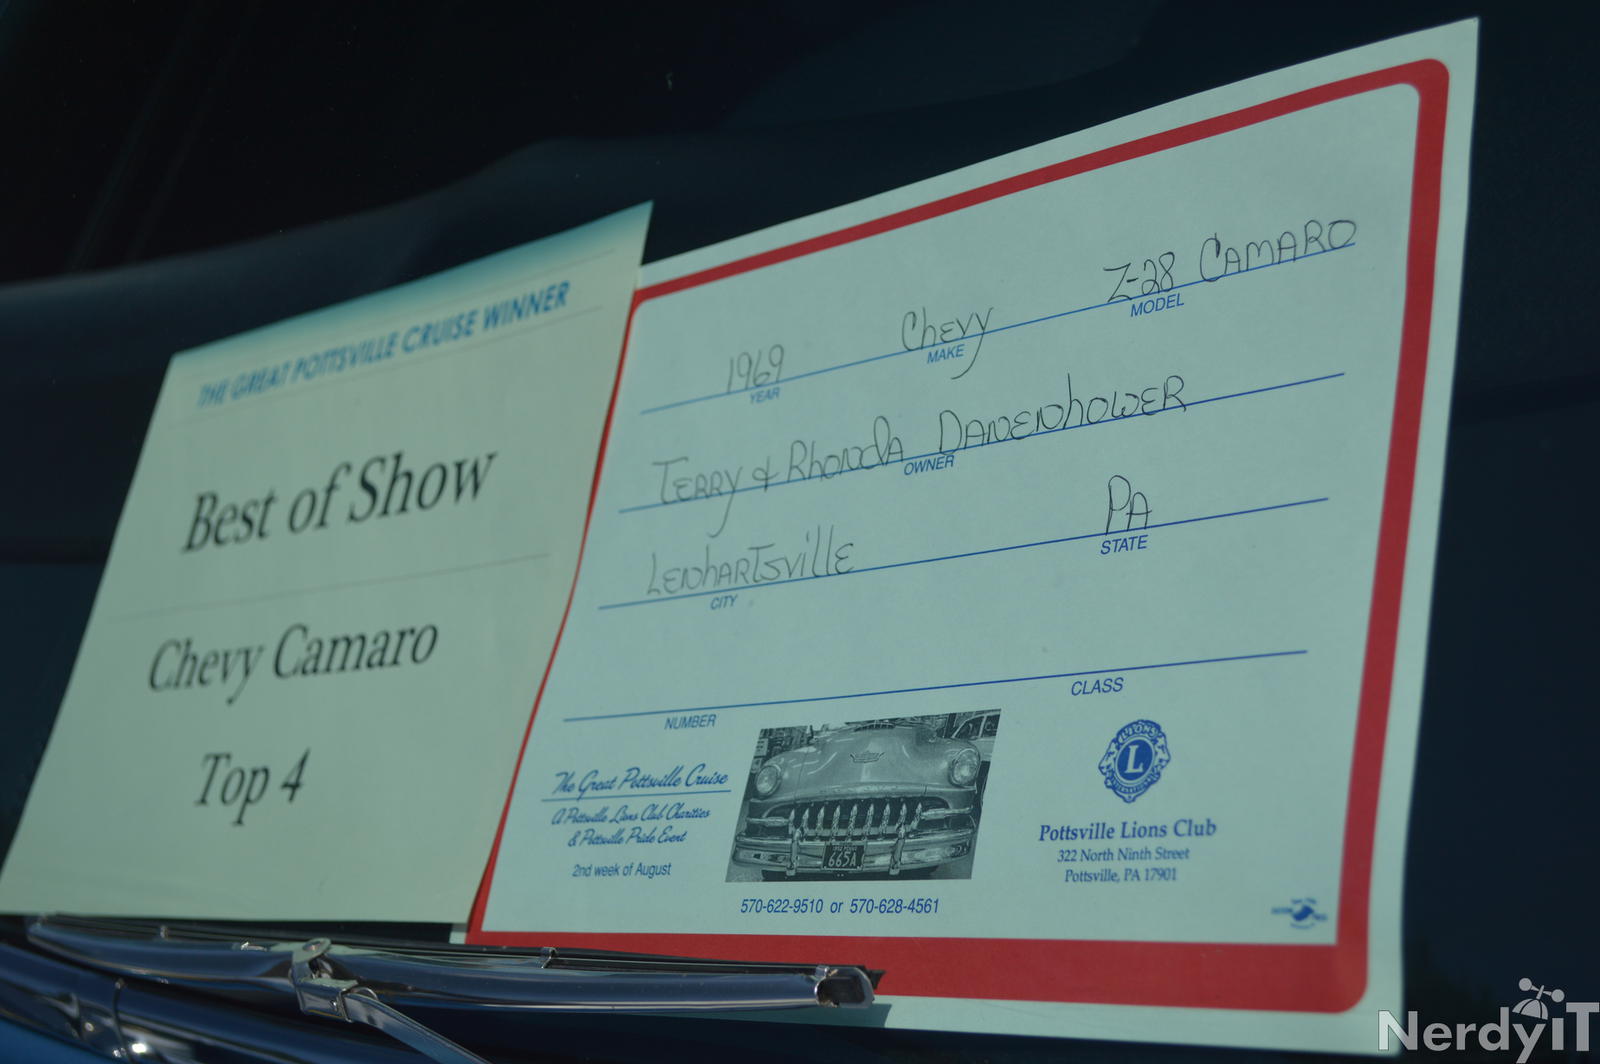 THE GREAT POTTSVILLE CRUISE WINNER
Best of Show
Chevy Camaro
Top 4
1969 Chevy Z-28 CAMARO
YEAR MAKE MODEL
TERRY & RHONDA DANENHOWER
OWNER
LENHARTSVILLE PA
CITY STATE
NUMBER CLASS
The Great Pottsville Cruise
A Pottsville Lions Club Charities
& Pottsville Pride Event
2nd week of August
665A
570-622-9510 or 570-628-4561
LIONS
L
INTERNATIONAL
Pottsville Lions Club
322 North Ninth Street
Pottsville, PA 17901
NerdyiT